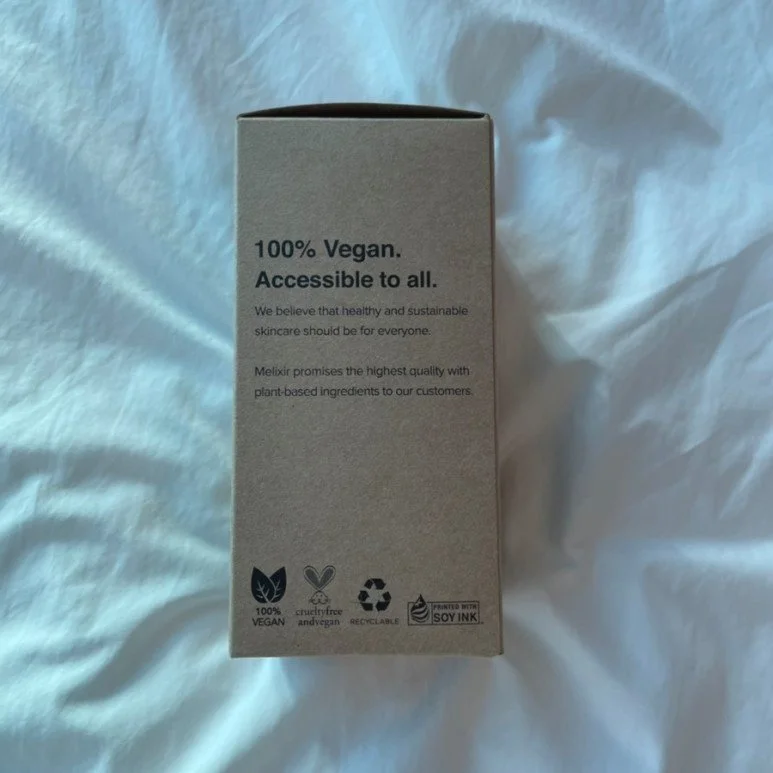 100% Vegan.
Accessible to all.
We believe that healthy and sustainable
skincare should be for everyone.
Melixir promises the highest quality with
plant-based ingredients to our customers.
100%
VEGAN
crueltyfree
andvegan
RECYCLABLE
PRINTED WITH
SOY INK